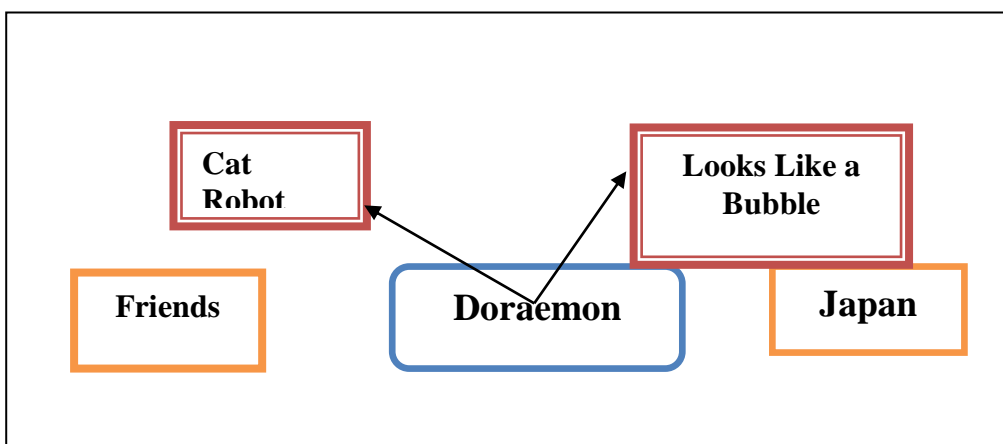 Cat
Robot
Looks Like a
Bubble
Friends
Doraemon
Japan